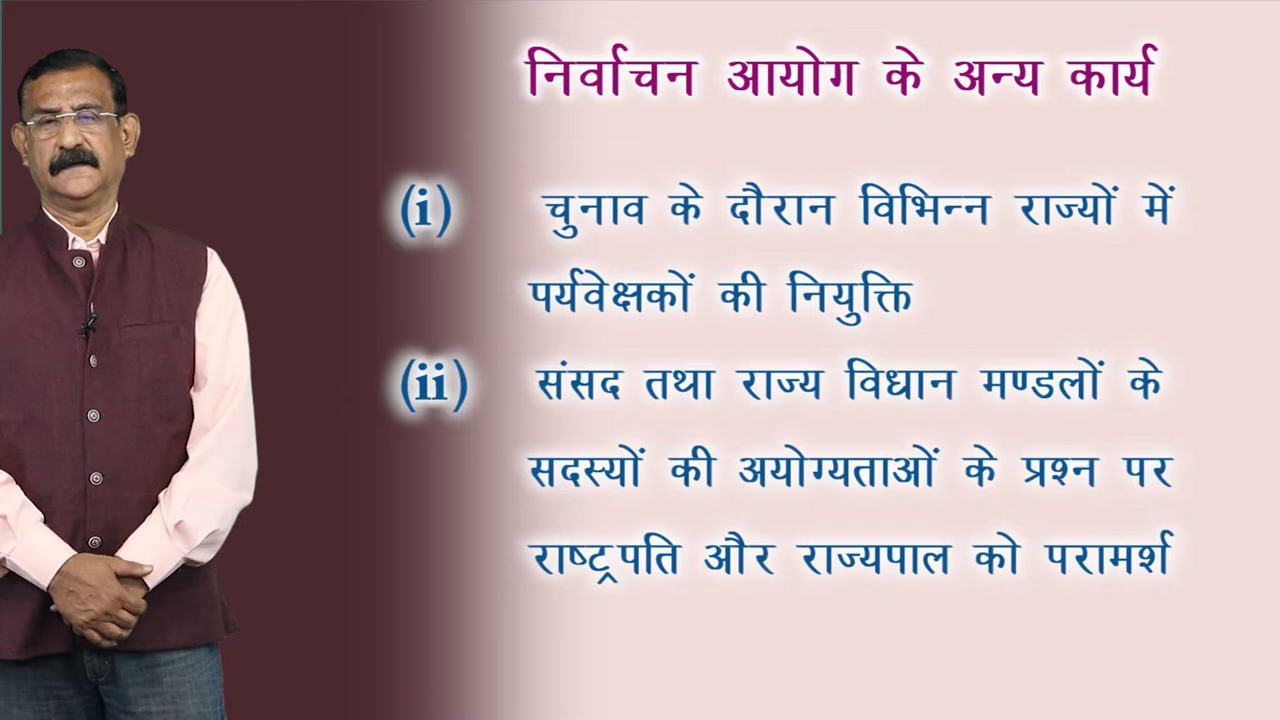 निर्वाचन आयोग के अन्य कार्य
(i) चुनाव के दौरान विभिन्न राज्यों में
पर्यवेक्षकों की नियुक्ति
(ii) संसद तथा राज्य विधान मण्डलों के
सदस्यों की अयोग्यताओं के प्रश्न पर
राष्ट्रपति और राज्यपाल को परामर्श